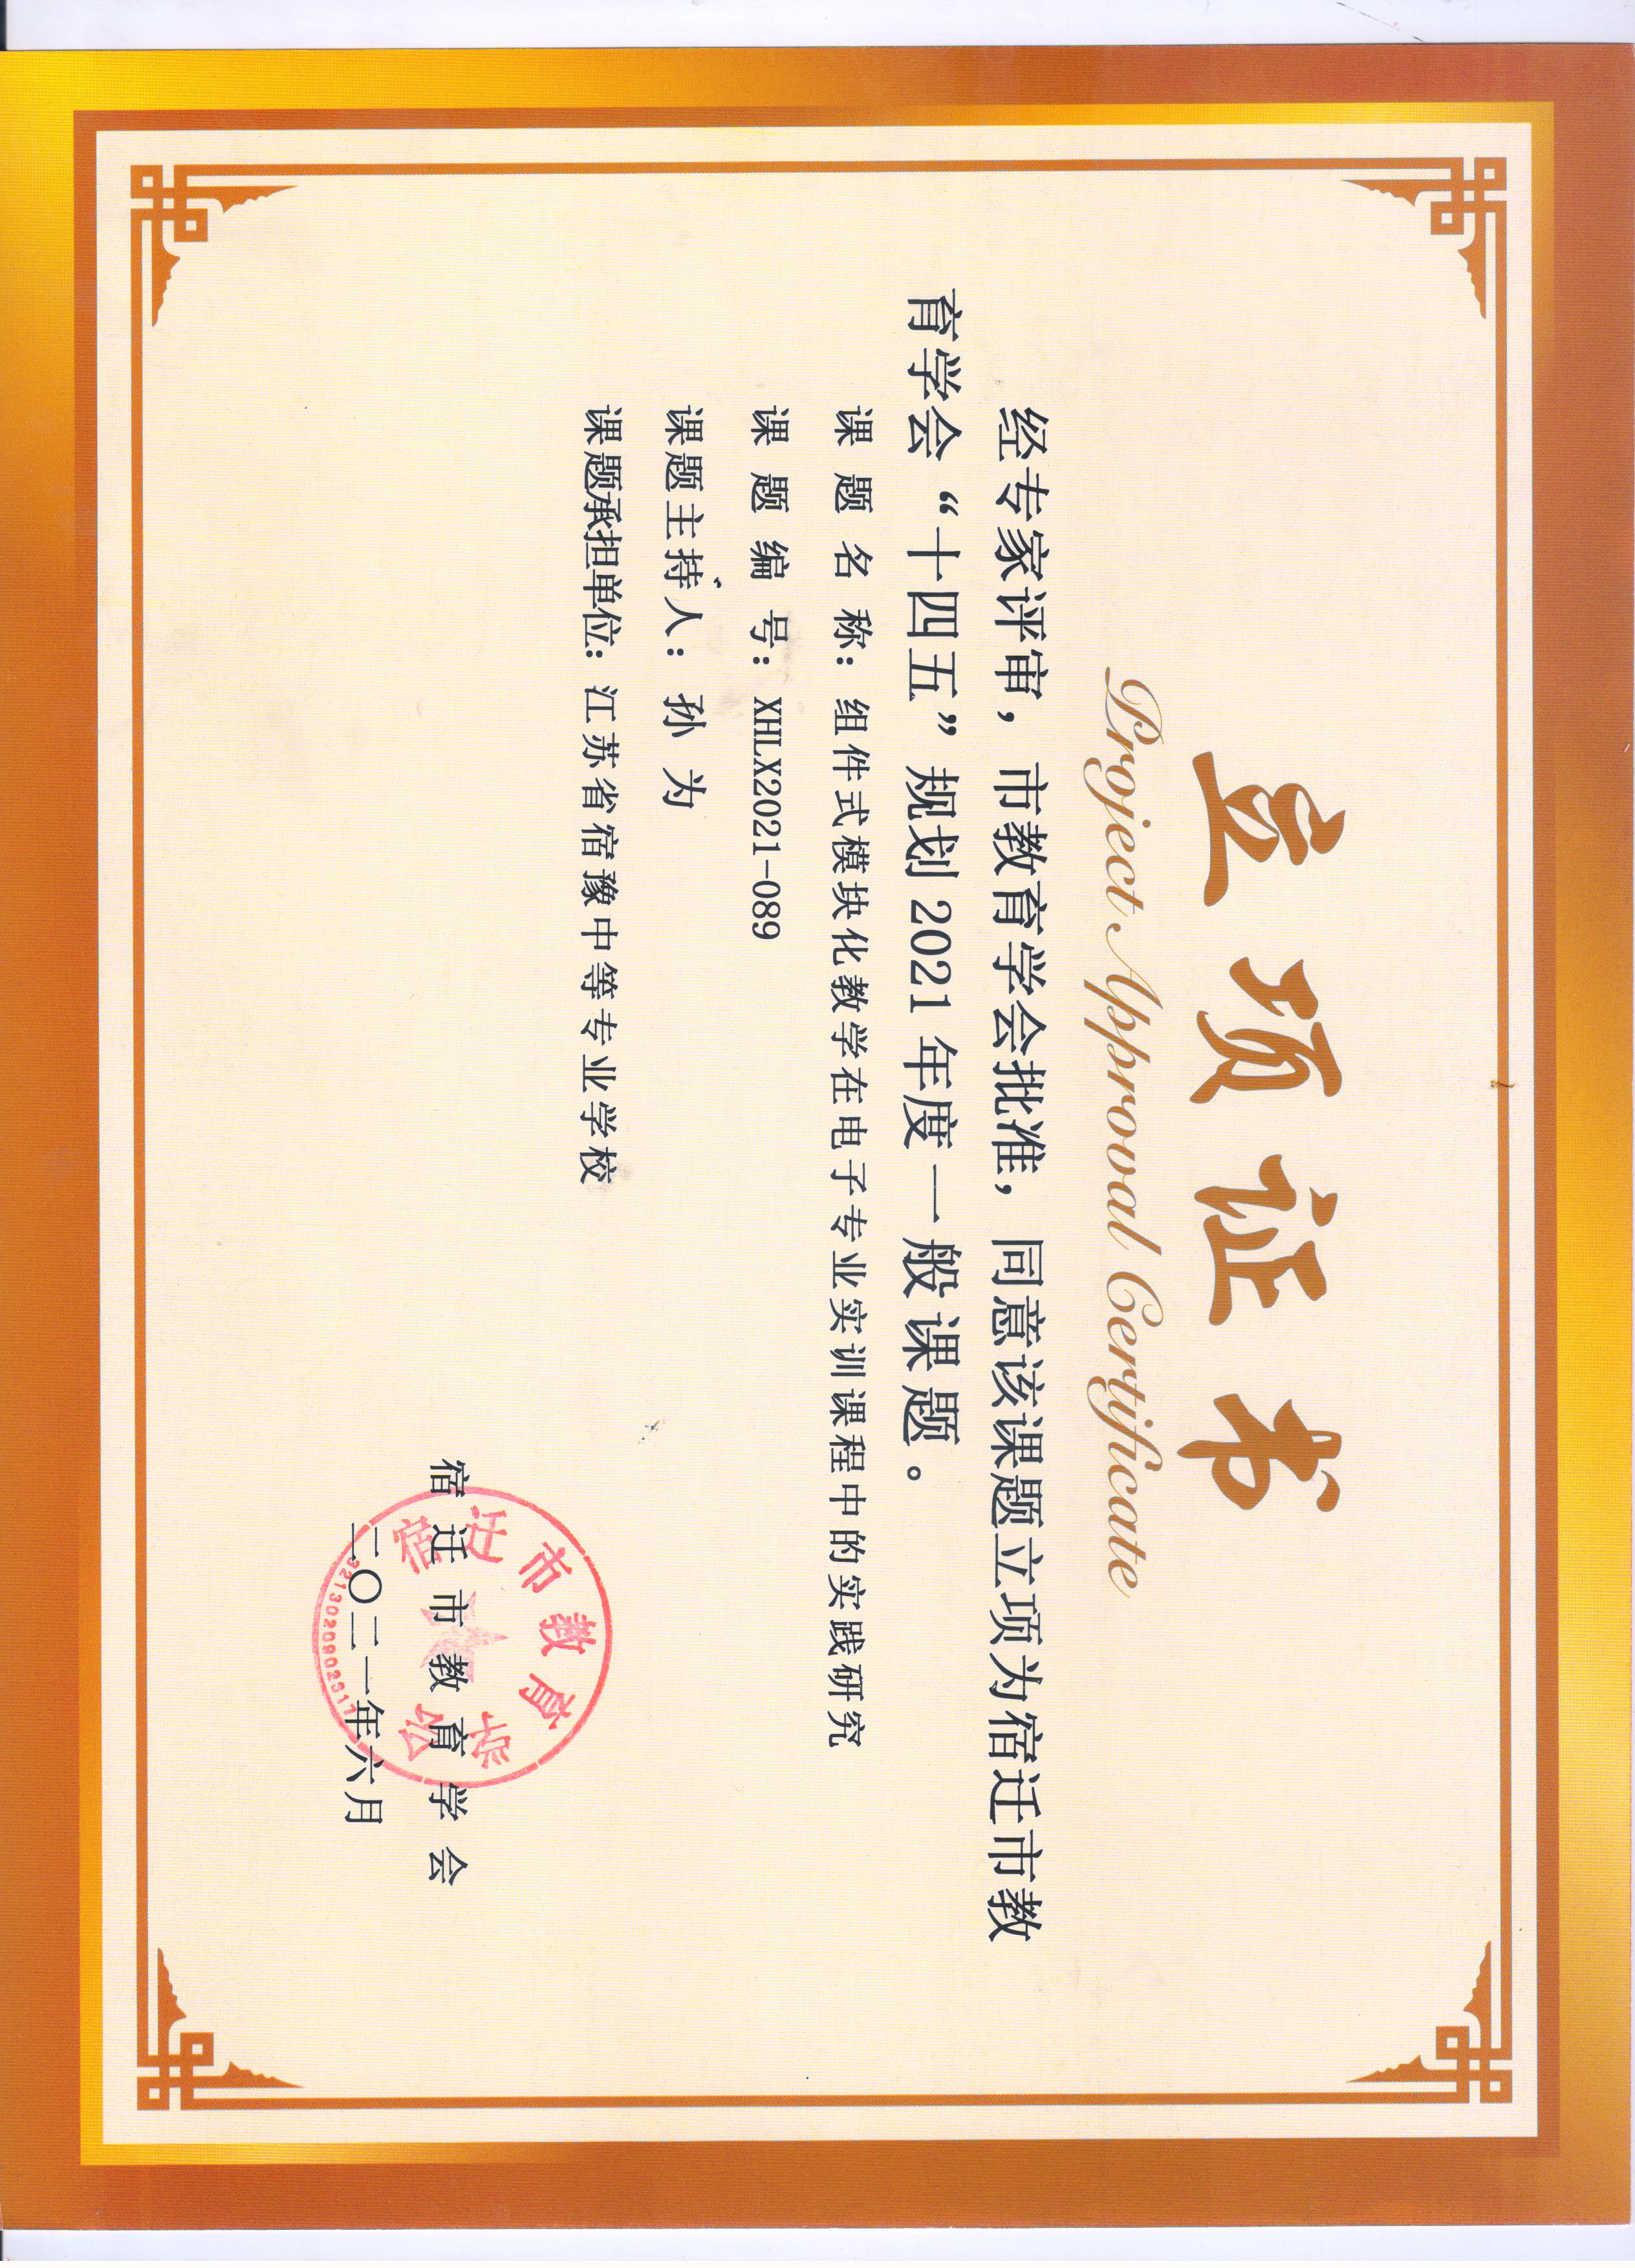 立项证书
Project Approval Certificate
经专家评审，市教育学会批准，同意该课题立项为宿迁市教
育学会“十四五”规划2021年度一般课题。
课题名称：组件式模块化教学在电子专业实训课程中的实践研究
课题编号：XHLX2021-089
课题主持人：孙为
课题承担单位：江苏省宿豫中等专业学校
宿迁市教育学会
二〇二一年六月
宿迁市教育学会